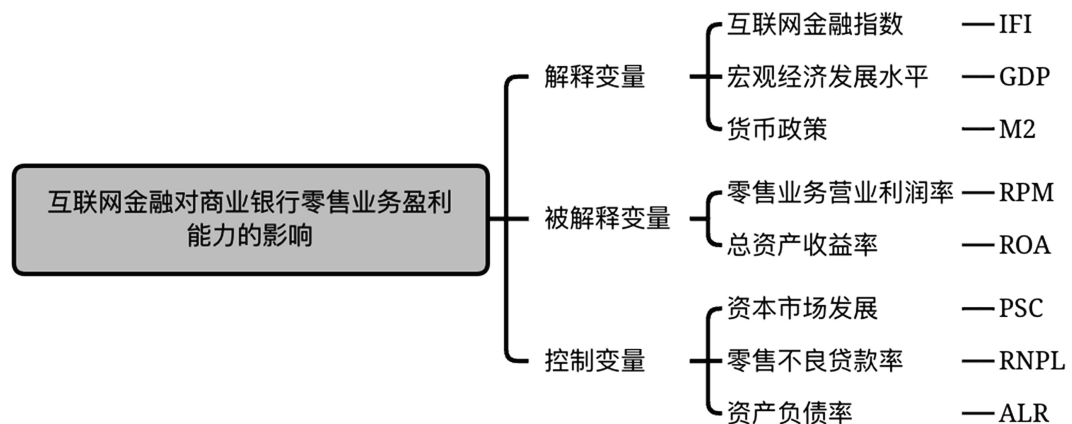 互联网金融对商业银行零售业务盈利
能力的影响
解释变量
互联网金融指数 IFI
宏观经济发展水平 GDP
货币政策 M2
被解释变量
零售业务营业利润率 RPM
总资产收益率 ROA
控制变量
资本市场发展 PSC
零售不良贷款率 RNPL
资产负债率 ALR